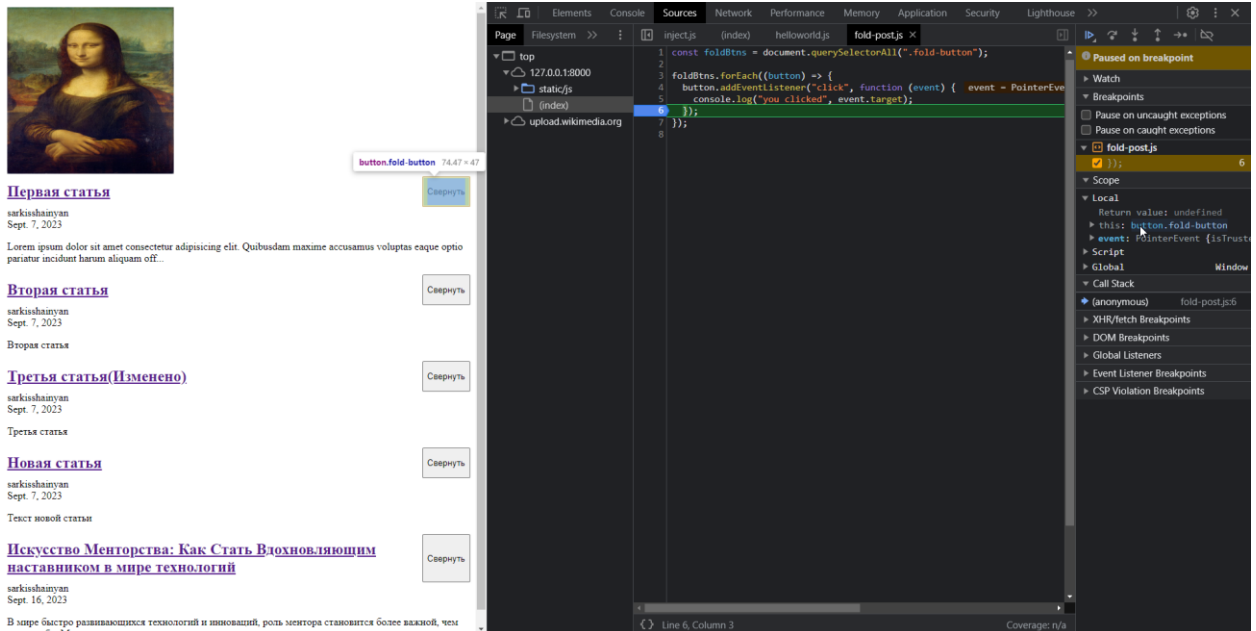 button.fold-button 74.47 × 47
Первая статья
Свернуть
sarkisshainyan
Sept. 7, 2023
Lorem ipsum dolor sit amet consectetur adipisicing elit. Quibusdam maxime accusamus voluptas eaque optio
pariatur incidunt harum aliquam off...
Вторая статья
Свернуть
sarkisshainyan
Sept. 7, 2023
Вторая статья
Третья статья(Изменено)
Свернуть
sarkisshainyan
Sept. 7, 2023
Третья статья
Новая статья
Свернуть
sarkisshainyan
Sept. 7, 2023
Текст новой статьи
Искусство Менторства: Как Стать Вдохновляющим
наставником в мире технологий
Свернуть
sarkisshainyan
Sept. 16, 2023
В мире быстро развивающихся технологий и инноваций, роль ментора становится более важной, чем
Elements Console Sources Network Performance Memory Application Security Lighthouse
Page Filesystem
top
127.0.0.1:8000
static/js
(index)
upload.wikimedia.org
inject.js (index) helloworld.js fold-post.js
1 const foldBtns = document.querySelectorAll(".fold-button");
2
3 foldBtns.forEach((button) => {
4 button.addEventListener("click", function (event) { event = PointerEve
5 console.log("you clicked", event.target);
6 });
7 });
8
{ } Line 6, Column 3 Coverage: n/a
Paused on breakpoint
Watch
Breakpoints
Pause on uncaught exceptions
Pause on caught exceptions
fold-post.js
}); 6
Scope
Local
Return value: undefined
this: button.fold-button
event: PointerEvent {isTruste
Script
Global Window
Call Stack
(anonymous) fold-post.js:6
XHR/fetch Breakpoints
DOM Breakpoints
Global Listeners
Event Listener Breakpoints
CSP Violation Breakpoints